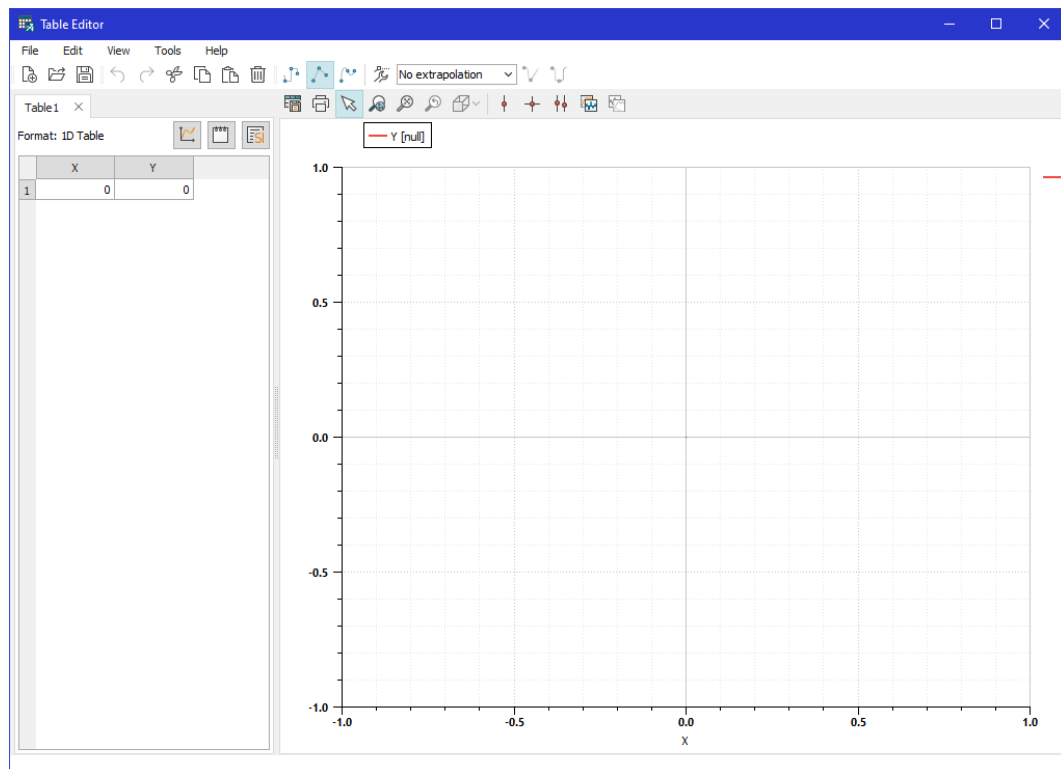 Table Editor
File Edit View Tools Help
No extrapolation
Table1
Format: 1D Table
SI
X Y
1 0 0
Y [null]
1.0
0.5
0.0
-0.5
-1.0
-1.0 -0.5 0.0 0.5 1.0
X